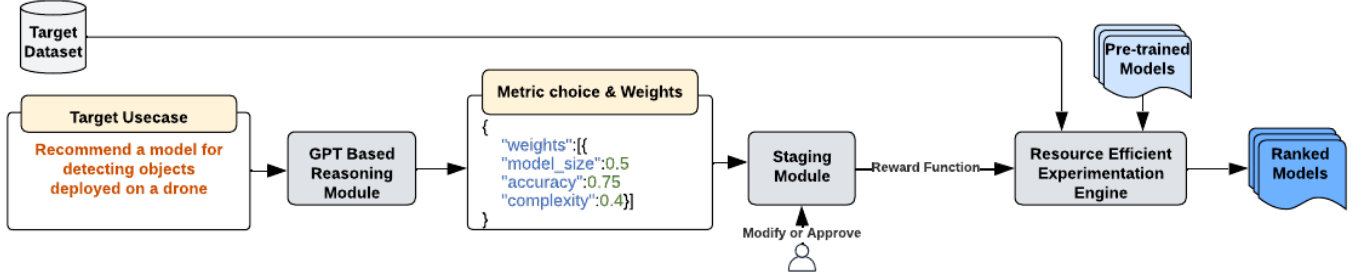 Target
Dataset
Target Usecase
Recommend a model for
detecting objects
deployed on a drone
GPT Based
Reasoning
Module
Metric choice & Weights
{
"weights":[{
"model_size":0.5
"accuracy":0.75
"complexity":0.4}]
}
Staging
Module
Modify or Approve
Reward Function
Pre-trained
Models
Resource Efficient
Experimentation
Engine
Ranked
Models